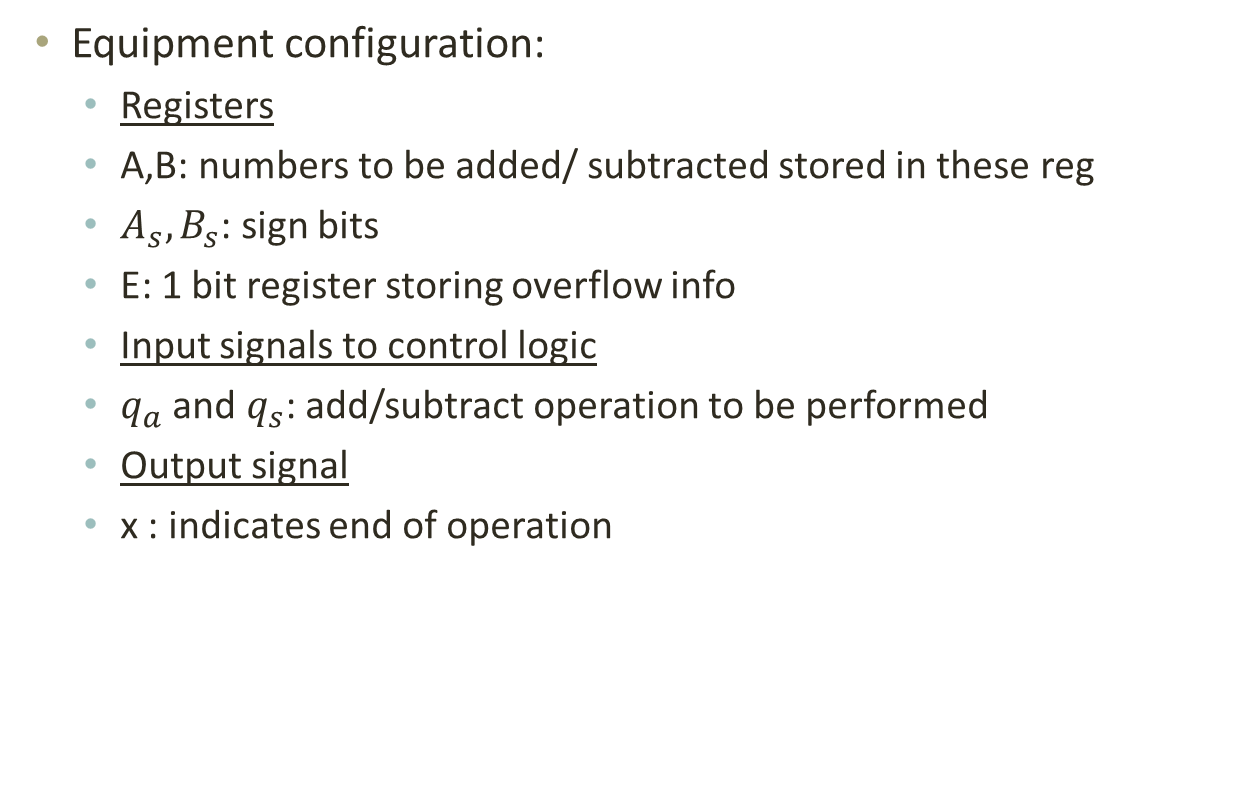 • Equipment configuration:
• Registers
• A,B: numbers to be added/ subtracted stored in these reg
• Aₛ, Bₛ: sign bits
• E: 1 bit register storing overflow info
• Input signals to control logic
• qₐ and qₛ: add/subtract operation to be performed
• Output signal
• x : indicates end of operation